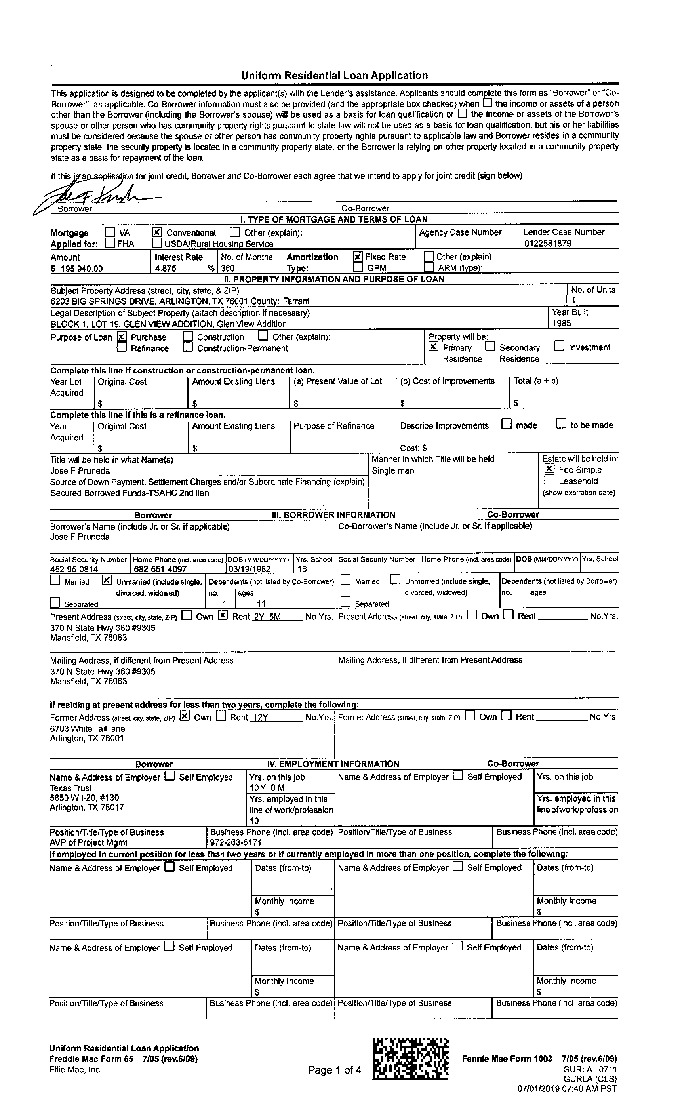 Uniform Residential Loan Application
This application is designed to be completed by the applicant(s) with the Lender's assistance. Applicants should complete this form as "Borrower" or "Co-
Borrower", as applicable. Co-Borrower information must also be provided (and the appropriate box checked) when the income or assets of a person
other than the Borrower (including the Borrower's spouse) will be used as a basis for loan qualification or the income or assets of the Borrower's
spouse or other person who has community property rights pursuant to state law will not be used as a basis for loan qualification, but his or her liabilities
must be considered because the spouse or other person has community property rights pursuant to applicable law and Borrower resides in a community
property state, the security property is located in a community property state, or the Borrower is relying on other property located in a community property
state as a basis for repayment of the loan.
If this is an application for joint credit, Borrower and Co-Borrower each agree that we intend to apply for joint credit (sign below)
Borrower Co-Borrower
I. TYPE OF MORTGAGE AND TERMS OF LOAN
Mortgage VA Conventional Other (explain): Agency Case Number Lender Case Number
Applied for: FHA USDA/Rural Housing Service 0122581879
Amount Interest Rate No. of Months Amortization Fixed Rate Other (explain)
$ 195,940.00 4.875 % 360 Type: GPM ARM (type):
II. PROPERTY INFORMATION AND PURPOSE OF LOAN
Subject Property Address (street, city, state, & ZIP) No. of Units
6203 BIG SPRINGS DRIVE, ARLINGTON, TX 76001 County: Tarrant
Legal Description of Subject Property (attach description if necessary) Year Built
BLOCK 1, LOT 19, GLEN VIEW ADDITION, Glen View Addition 1985
Purpose of Loan Purchase Construction Other (explain): Property will be:
Refinance Construction-Permanent Primary Residence Secondary Residence Investment
Complete this line if construction or construction-permanent loan.
Year Lot Acquired Original Cost Amount Existing Liens (a) Present Value of Lot (b) Cost of Improvements Total (a + b)
$ $ $ $ $
Complete this line if this is a refinance loan.
Year Acquired Original Cost Amount Existing Liens Purpose of Refinance Describe Improvements made to be made
$ $ Cost: $
Title will be held in what Name(s) Manner in which Title will be held Estate will be held in:
Jose F Pruneda Single man Fee Simple
Source of Down Payment, Settlement Charges and/or Subordinate Financing (explain) Leasehold
Secured Borrowed Funds-TSAHC 2nd lien (show expiration date)
Borrower III. BORROWER INFORMATION Co-Borrower
Borrower's Name (include Jr. or Sr. if applicable) Co-Borrower's Name (include Jr. or Sr. if applicable)
Jose F Pruneda
Social Security Number Home Phone (incl. area code) DOB (MM/DD/YYYY) Yrs. School Social Security Number Home Phone (incl. area code) DOB (MM/DD/YYYY) Yrs. School
682 551 4097 03/19/1982
Married Unmarried (include single, divorced, widowed) Dependents (not listed by Co-Borrower) Married Unmarried (include single, divorced, widowed) Dependents (not listed by Borrower)
Separated no. ages Separated no. ages
1 11
Present Address (street, city, state, ZIP) Own Rent 2Y 5M No. Yrs. Present Address (street, city, state, ZIP) Own Rent No. Yrs.
370 N State Hwy 360 #9305
Mansfield, TX 76063
Mailing Address, if different from Present Address Mailing Address, if different from Present Address
370 N State Hwy 360 #9305
Mansfield, TX 76063
If residing at present address for less than two years, complete the following:
Former Address (street, city, state, ZIP) Own Rent 12Y No. Yrs. Former Address (street, city, state, ZIP) Own Rent No. Yrs.
6703 White Lane
Arlington, TX 76001
Borrower IV. EMPLOYMENT INFORMATION Co-Borrower
Name & Address of Employer Self Employed Yrs. on this job Name & Address of Employer Self Employed Yrs. on this job
Texas Trust 10 Y 0 M
5850 W I-20, #130 Yrs. employed in this line of work/profession Yrs. employed in this line of work/profession
Arlington, TX 76017 10
Position/Title/Type of Business Business Phone (incl. area code) Position/Title/Type of Business Business Phone (incl. area code)
AVP of Project Mgmt 972-263-5171
If employed in current position for less than two years or if currently employed in more than one position, complete the following:
Name & Address of Employer Self Employed Dates (from-to) Name & Address of Employer Self Employed Dates (from-to)
Monthly Income Monthly Income
$ $
Position/Title/Type of Business Business Phone (incl. area code) Position/Title/Type of Business Business Phone (incl. area code)
Name & Address of Employer Self Employed Dates (from-to) Name & Address of Employer Self Employed Dates (from-to)
Monthly Income Monthly Income
$ $
Position/Title/Type of Business Business Phone (incl. area code) Position/Title/Type of Business Business Phone (incl. area code)
Uniform Residential Loan Application
Freddie Mac Form 65 7/05 (rev.6/09) Fannie Mae Form 1003 7/05 (rev.6/09)
Ellie Mae, Inc. Page 1 of 4 GURLA (CLS)
07/01/2019 07:40 AM PST